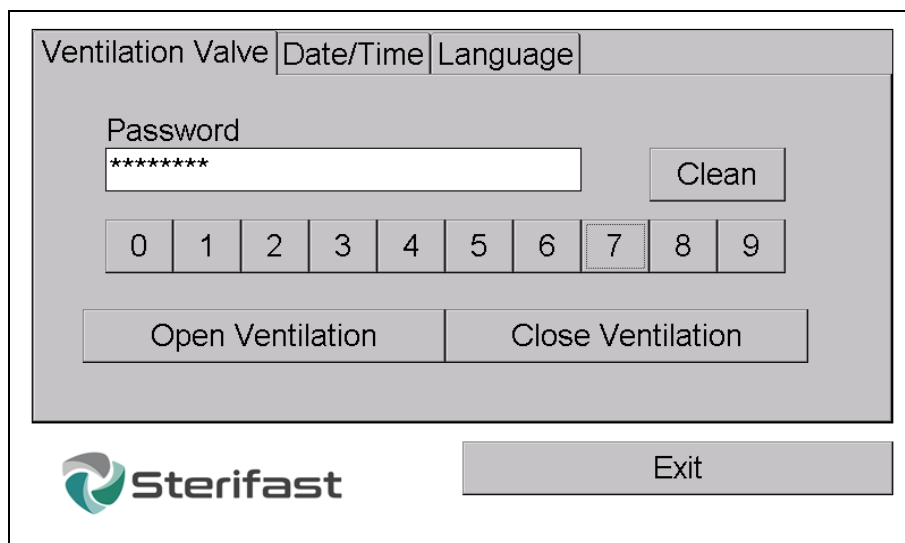 Ventilation Valve Date/Time Language
Password
********
Clean
0 1 2 3 4 5 6 7 8 9
Open Ventilation Close Ventilation
Sterifast
Exit